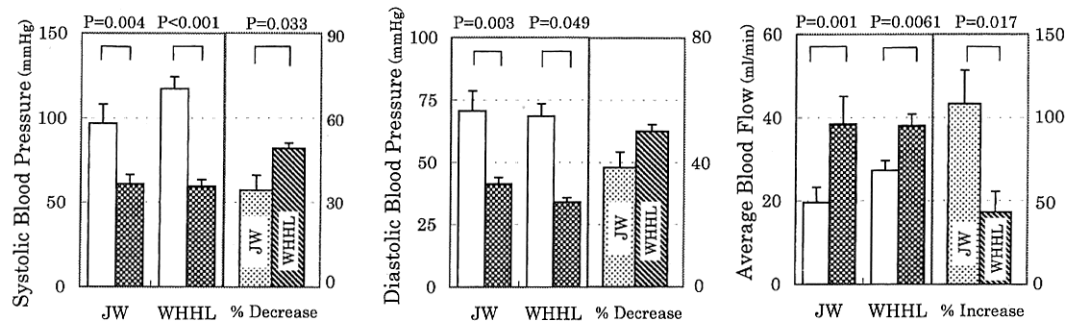 P=0.004 P<0.001 P=0.033
Systolic Blood Pressure (mmHg)
150
100
50
0
90
60
30
0
JW
WHHL
JW WHHL % Decrease
P=0.003 P=0.049
Diastolic Blood Pressure (mmHg)
100
75
50
25
0
80
40
0
JW
WHHL
JW WHHL % Decrease
P=0.001 P=0.0061 P=0.017
Average Blood Flow (ml/min)
60
40
20
0
150
100
50
0
JW
WHHL
JW WHHL % Increase